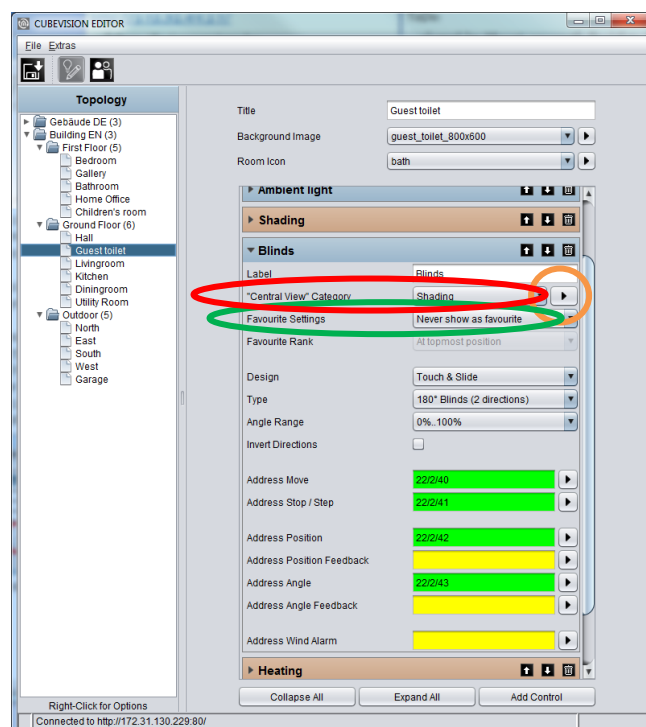 CUBEVISION EDITOR
File Extras
Topology
Gebäude DE (3)
Building EN (3)
First Floor (5)
Bedroom
Gallery
Bathroom
Home Office
Children's room
Ground Floor (6)
Hall
Guest toilet
Livingroom
Kitchen
Diningroom
Utility Room
Outdoor (5)
North
East
South
West
Garage
Right-Click for Options
Title Guest toilet
Background Image guest_toilet_800x600
Room Icon bath
Ambient light
Shading
Blinds
Label Blinds
"Central View" Category Shading
Favourite Settings Never show as favourite
Favourite Rank At topmost position
Design Touch & Slide
Type 180° Blinds (2 directions)
Angle Range 0%..100%
Invert Directions
Address Move 22/2/40
Address Stop / Step 22/2/41
Address Position 22/2/42
Address Position Feedback
Address Angle 22/2/43
Address Angle Feedback
Address Wind Alarm
Heating
Collapse All Expand All Add Control
Connected to http://172.31.130.229:80/